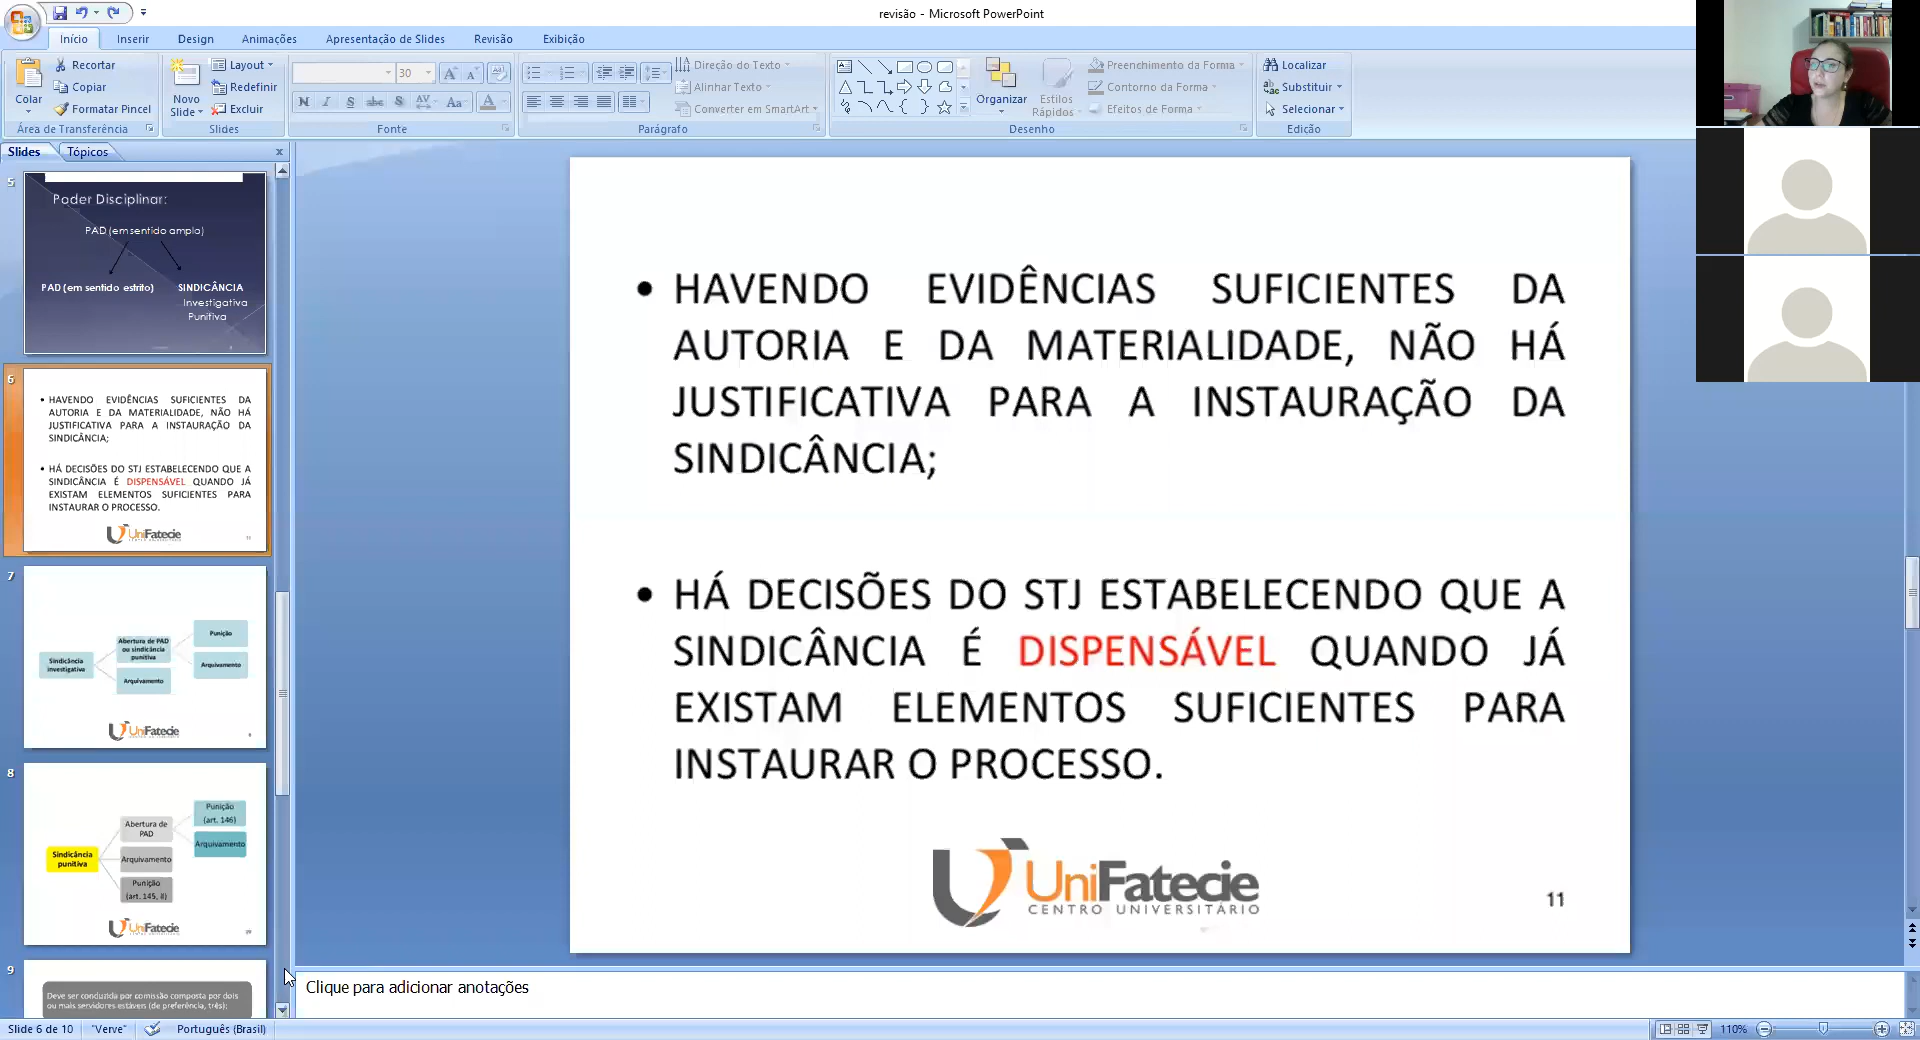 revisão - Microsoft PowerPoint
Início
Inserir
Design
Animações
Apresentação de Slides
Revisão
Exibição
Colar
Recortar
Copiar
Formatar Pincel
Área de Transferência
Novo
Slide
Layout
Redefinir
Excluir
Slides
30
N I S abc S AV Aa A
Fonte
Direção do Texto
Alinhar Texto
Converter em SmartArt
Parágrafo
Organizar
Estilos
Rápidos
Preenchimento da Forma
Contorno da Forma
Efeitos de Forma
Desenho
Localizar
Substituir
Selecionar
Edição
Slides
Tópicos
5
Poder Disciplinar:
PAD (em sentido amplo)
PAD (em sentido estrito)
SINDICÂNCIA
Investigativa
Punitiva
6
• HAVENDO EVIDÊNCIAS SUFICIENTES DA
AUTORIA E DA MATERIALIDADE, NÃO HÁ
JUSTIFICATIVA PARA A INSTAURAÇÃO DA
SINDICÂNCIA;
• HÁ DECISÕES DO STJ ESTABELECENDO QUE A
SINDICÂNCIA É DISPENSÁVEL QUANDO JÁ
EXISTAM ELEMENTOS SUFICIENTES PARA
INSTAURAR O PROCESSO.
UniFatecie
7
Sindicância
investigativa
Abertura de PAD
ou sindicância
punitiva
Arquivamento
Punição
Arquivamento
UniFatecie
8
Sindicância
punitiva
Abertura de
PAD
Arquivamento
Punição
(art. 145, II)
Punição
(art. 146)
Arquivamento
UniFatecie
9
Deve ser conduzida por comissão composta por dois
ou mais servidores estáveis (de preferência, três);
• HAVENDO EVIDÊNCIAS SUFICIENTES DA
AUTORIA E DA MATERIALIDADE, NÃO HÁ
JUSTIFICATIVA PARA A INSTAURAÇÃO DA
SINDICÂNCIA;
• HÁ DECISÕES DO STJ ESTABELECENDO QUE A
SINDICÂNCIA É DISPENSÁVEL QUANDO JÁ
EXISTAM ELEMENTOS SUFICIENTES PARA
INSTAURAR O PROCESSO.
UniFatecie
CENTRO UNIVERSITÁRIO
11
Clique para adicionar anotações
Slide 6 de 10
"Verve"
Português (Brasil)
110%